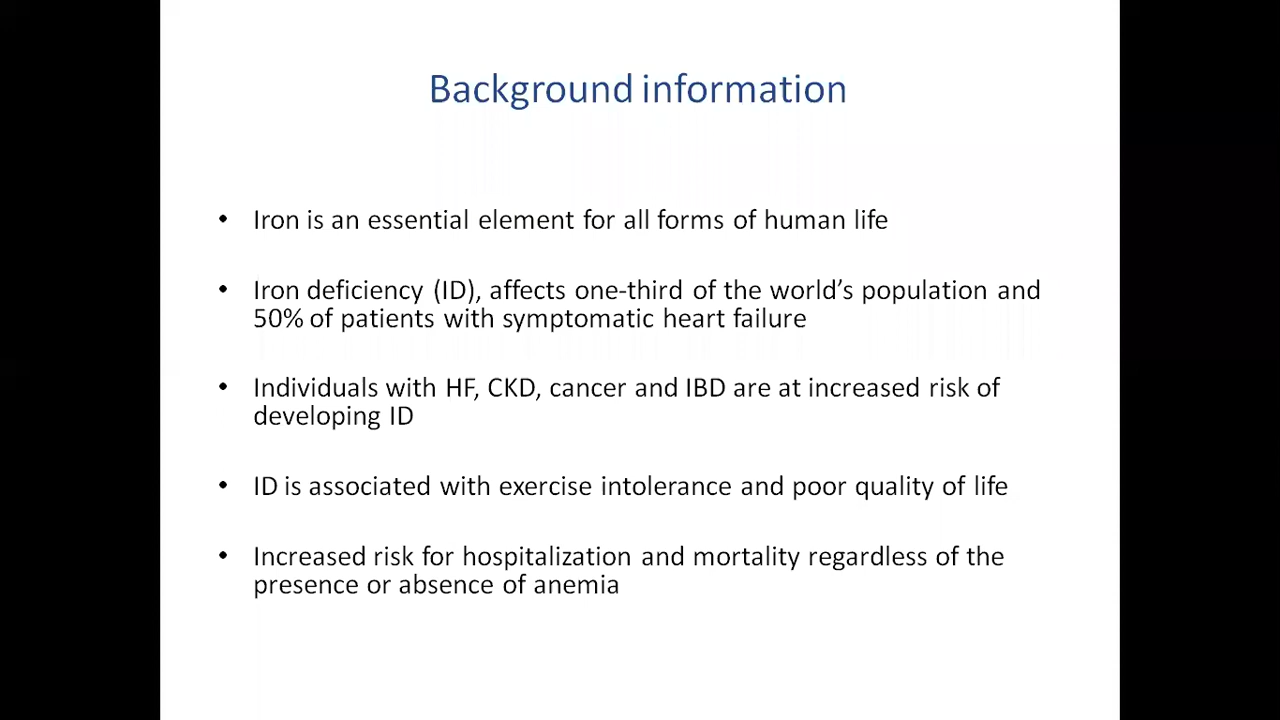 Background information
• Iron is an essential element for all forms of human life
• Iron deficiency (ID), affects one-third of the world’s population and
50% of patients with symptomatic heart failure
• Individuals with HF, CKD, cancer and IBD are at increased risk of
developing ID
• ID is associated with exercise intolerance and poor quality of life
• Increased risk for hospitalization and mortality regardless of the
presence or absence of anemia